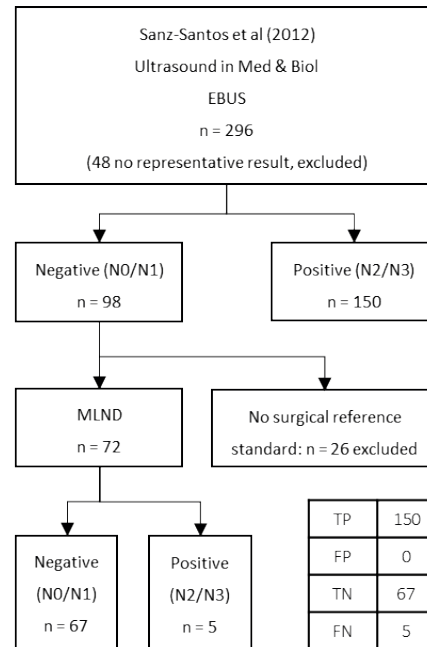 Sanz-Santos et al (2012)
Ultrasound in Med & Biol
EBUS
n = 296
(48 no representative result, excluded)
Negative (N0/N1)
n = 98
Positive (N2/N3)
n = 150
MLND
n = 72
No surgical reference
standard: n = 26 excluded
Negative
(N0/N1)
n = 67
Positive
(N2/N3)
n = 5
TP 150
FP 0
TN 67
FN 5